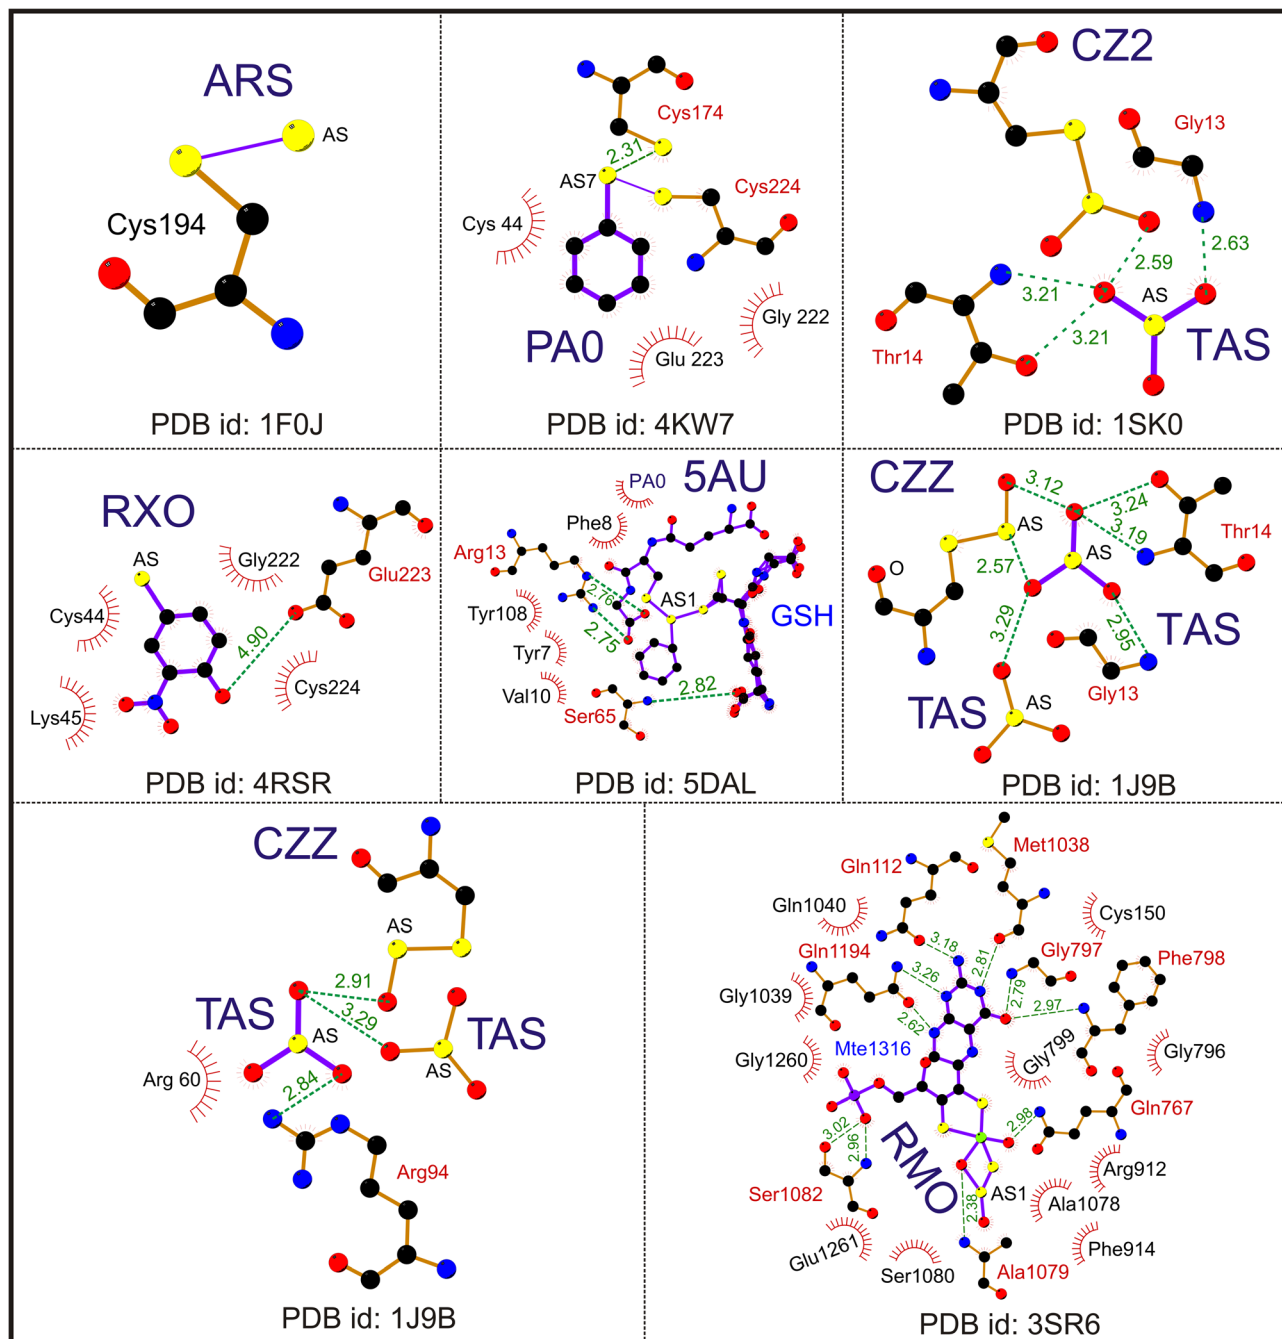 ARS
AS
Cys194
PDB id: 1F0J
Cys174
2.31
AS7
Cys224
Cys 44
Gly 222
PA0
Glu 223
PDB id: 4KW7
CZ2
Gly13
2.63
2.59
3.21
AS
3.21
Thr14
TAS
PDB id: 1SK0
RXO
AS
Gly222
Glu223
Cys44
4.90
Cys224
Lys45
PDB id: 4RSR
5AU
PA0
Phe8
Arg13
2.76
AS1
GSH
Tyr108
2.75
Tyr7
Val10
2.82
Ser65
PDB id: 5DAL
CZZ
3.12
3.24
AS
3.19
Thr14
2.57
AS
O
3.29
2.95
TAS
Gly13
TAS
AS
PDB id: 1J9B
CZZ
AS
2.91
TAS
3.29
TAS
AS
AS
Arg 60
2.84
Arg94
PDB id: 1J9B
Met1038
Gln112
Gln1040
Cys150
3.18
Gln1194
2.81
Gly797
Phe798
3.26
2.79
Gly1039
2.97
2.62
Gly799
Mte1316
Gly1260
Gly796
Gln767
2.98
3.02
2.96
RMO
Arg912
Ser1082
AS1
Ala1078
2.38
Glu1261
Phe914
Ser1080
Ala1079
PDB id: 3SR6